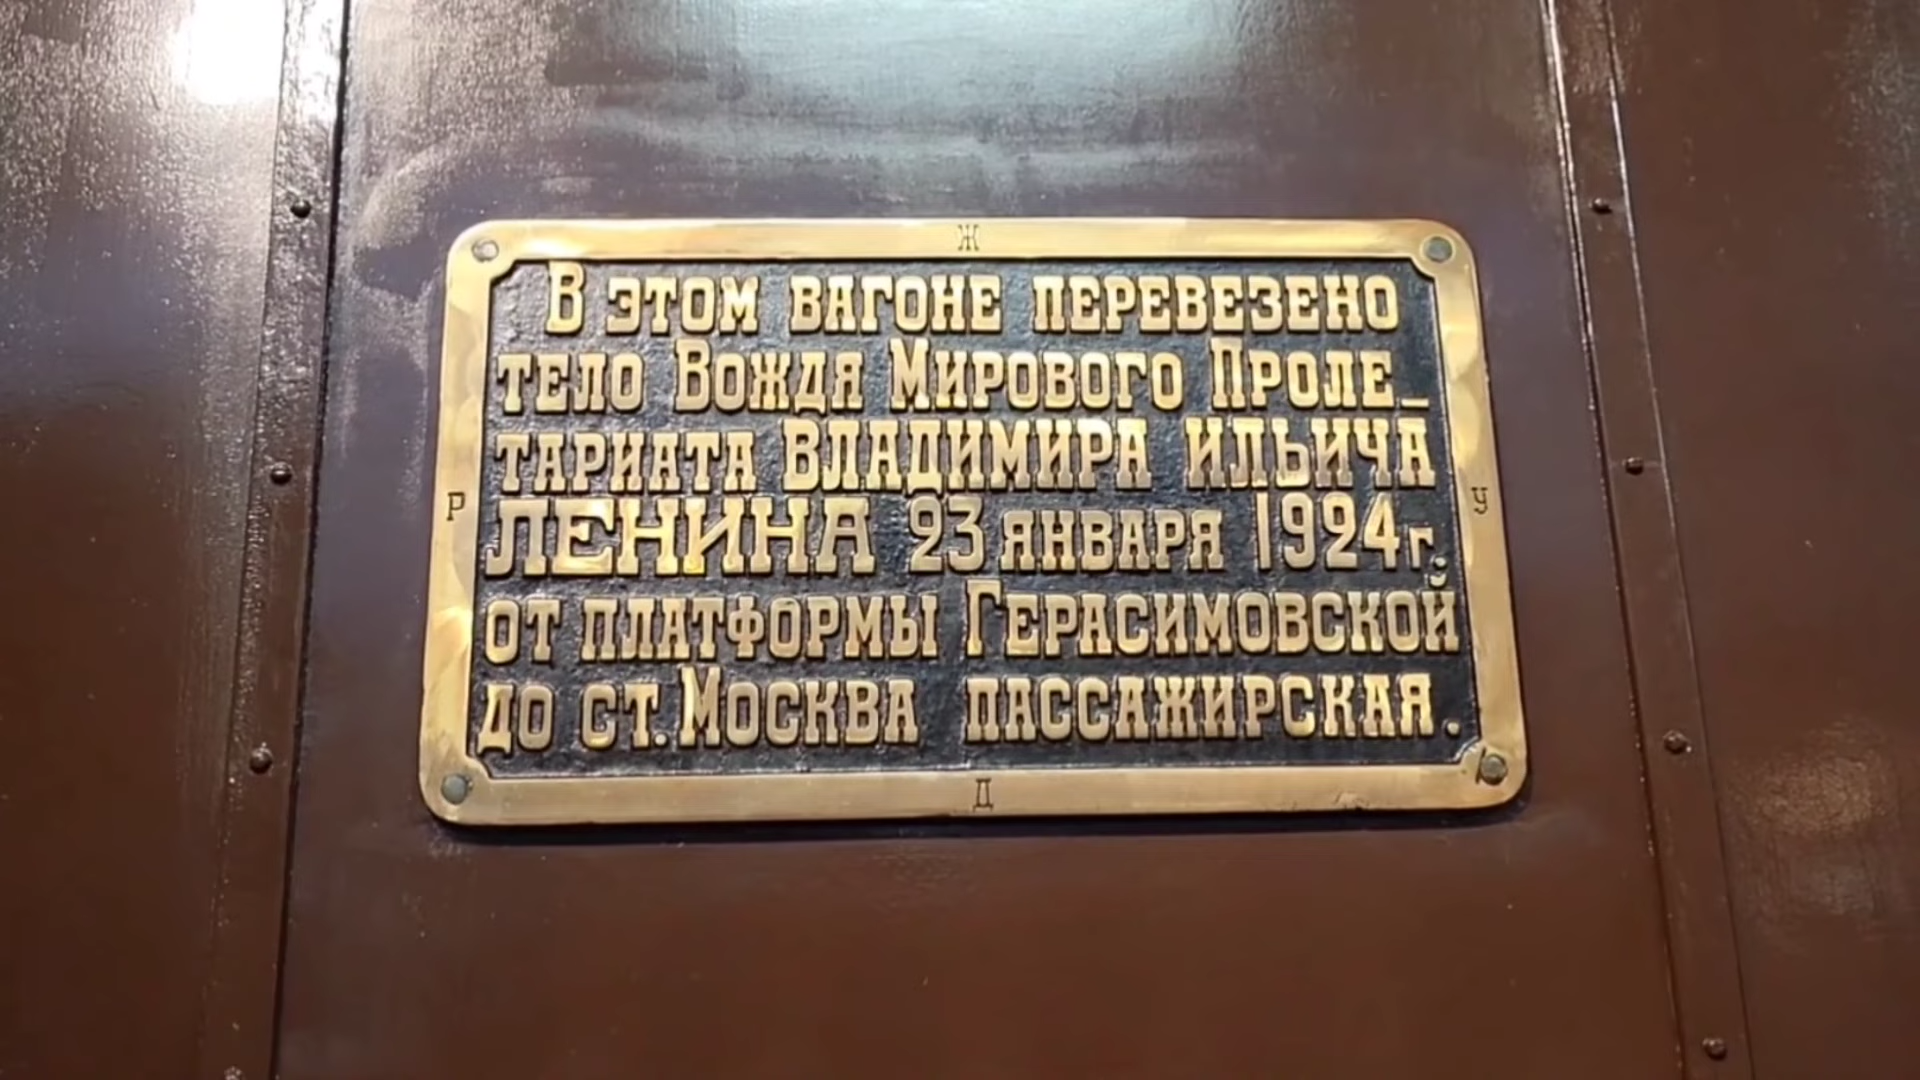 Ж
В ЭТОМ ВАГОНЕ ПЕРЕВЕЗЕНО
ТЕЛО ВОЖДЯ МИРОВОГО ПРОЛЕ_
ТАРИАТА ВЛАДИМИРА ИЛЬИЧА
ЛЕНИНА 23 ЯНВАРЯ 1924 г.
ОТ ПЛАТФОРМЫ ГЕРАСИМОВСКОЙ
ДО СТ. МОСКВА ПАССАЖИРСКАЯ.
Р
У
Д